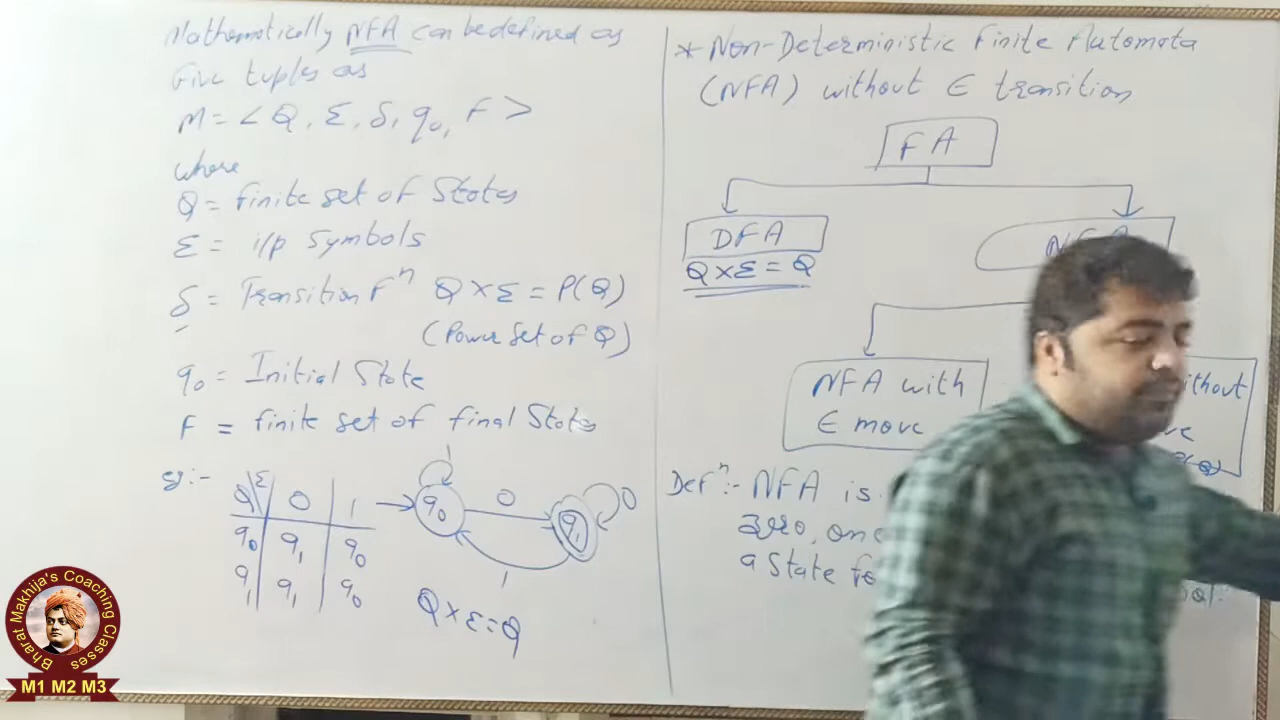 Mathematically NFA can be defined as
five tuples as
M = < Q, Σ, δ, q0, F >
where
Q = finite set of States
Σ = i/p Symbols
δ = Transition Fⁿ Q × Σ = P(Q)
(Power Set of Q)
q0 = Initial State
F = finite set of final States
eg:-
Q \ Σ | 0 | 1
q0 | q1 | q0
q1 | q1 | q0
1
q0
0
q1
0
1
Q × Σ = Q
* Non-Deterministic Finite Automata
(NFA) without ∈ transition
FA
DFA
Q × Σ = Q
NFA
NFA with
∈ move
Defⁿ:- NFA is
zero,
a State
Bharat Makhija's Coaching Classes
M1 M2 M3